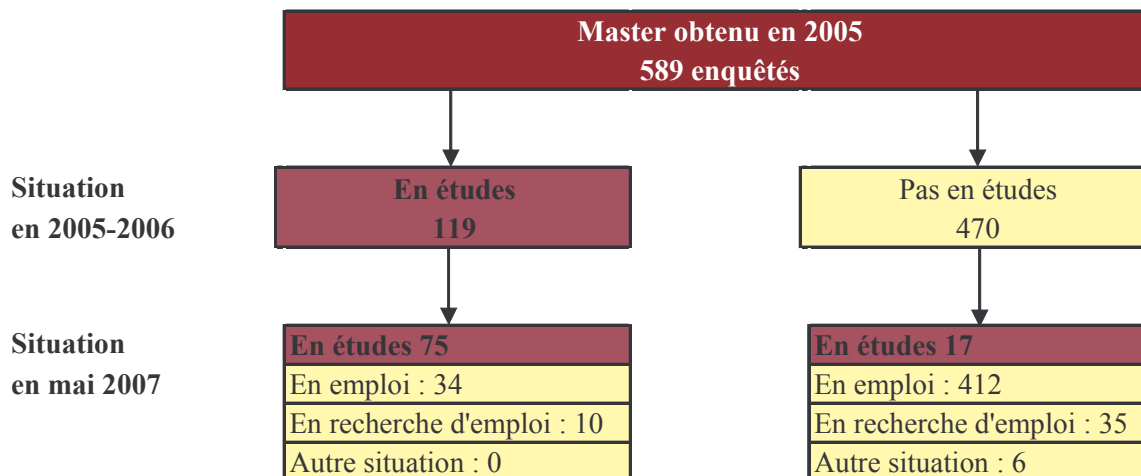 Master obtenu en 2005
589 enquêtés
Situation
en 2005-2006
En études
119
Pas en études
470
Situation
en mai 2007
En études 75
En emploi : 34
En recherche d'emploi : 10
Autre situation : 0
En études 17
En emploi : 412
En recherche d'emploi : 35
Autre situation : 6